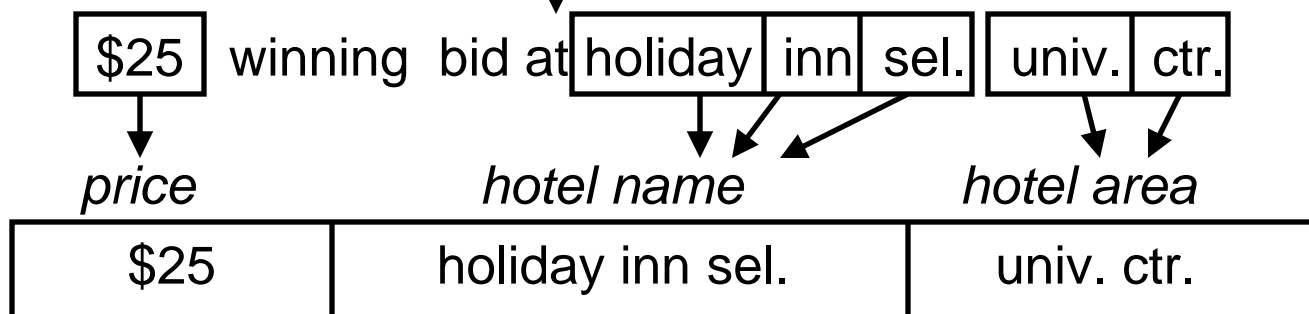 $25 winning bid at holiday inn sel. univ. ctr.
price hotel name hotel area
$25 holiday inn sel. univ. ctr.